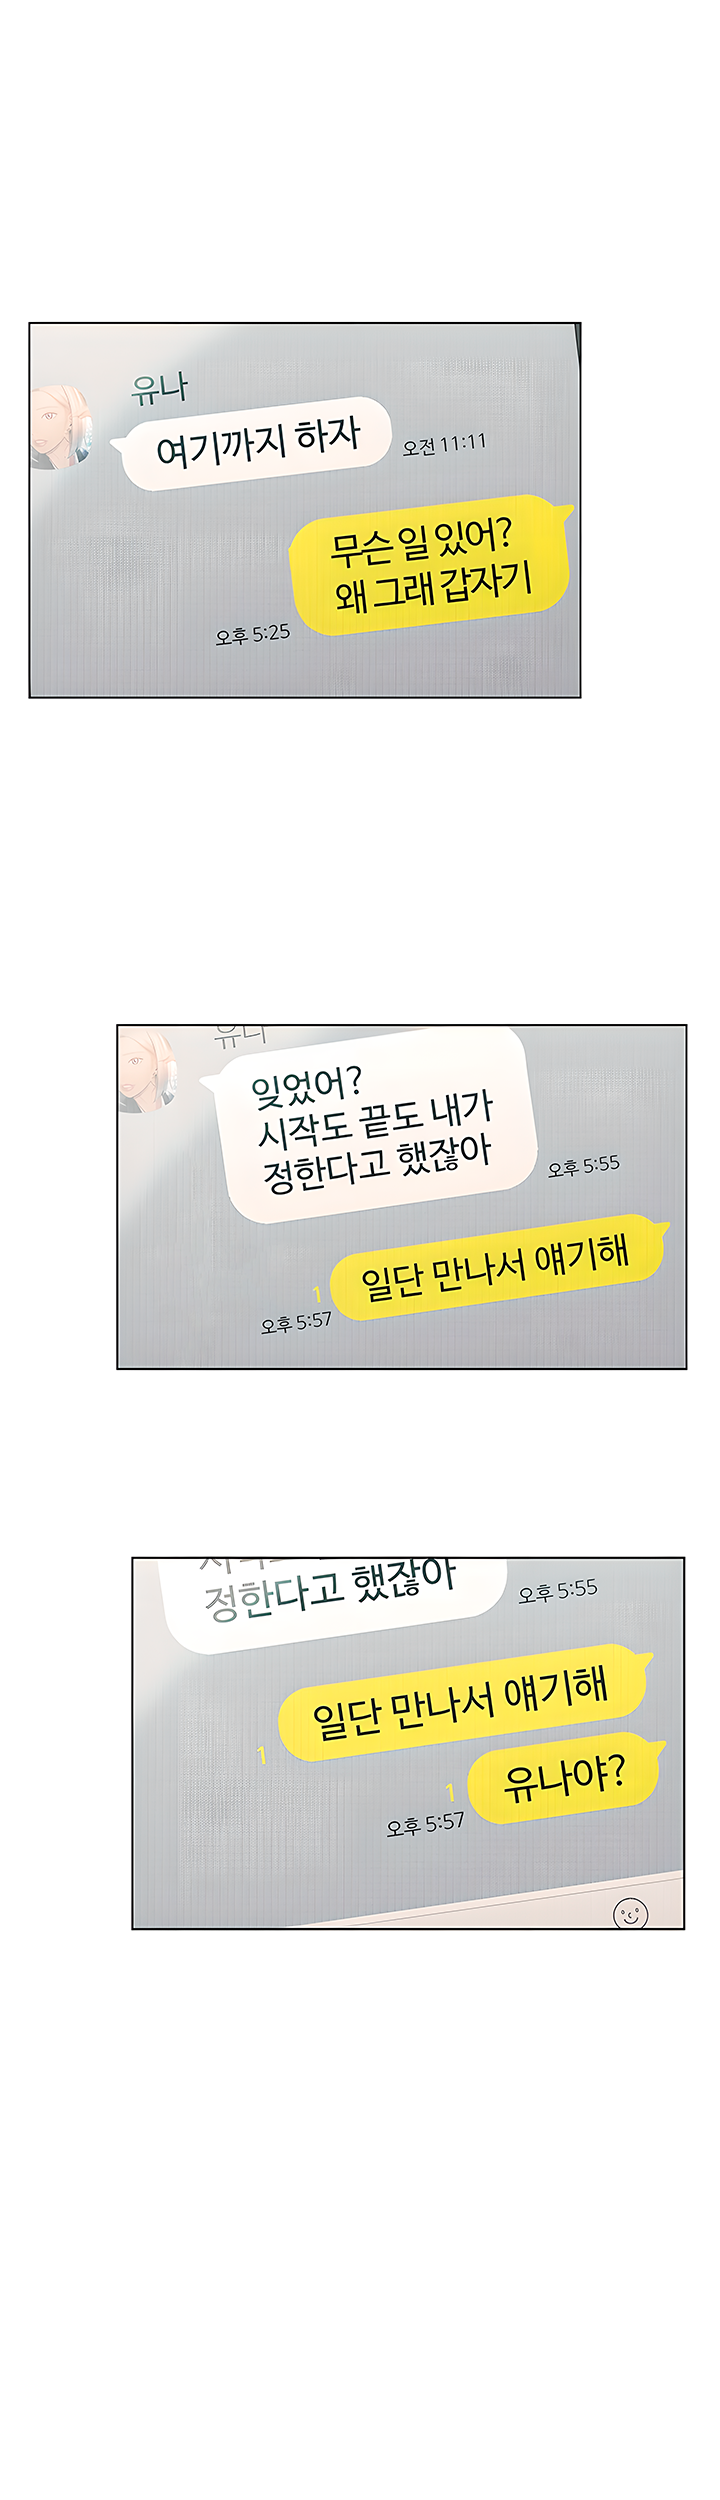 유나
여기까지 하자
오전 11:11
무슨 일 있어?
왜 그래 갑자기
오후 5:25
유나
잊었어?
시작도 끝도 내가
정한다고 했잖아
오후 5:55
일단 만나서 얘기해
1
오후 5:57
정한다고 했잖아
오후 5:55
일단 만나서 얘기해
1
유나야?
1
오후 5:57